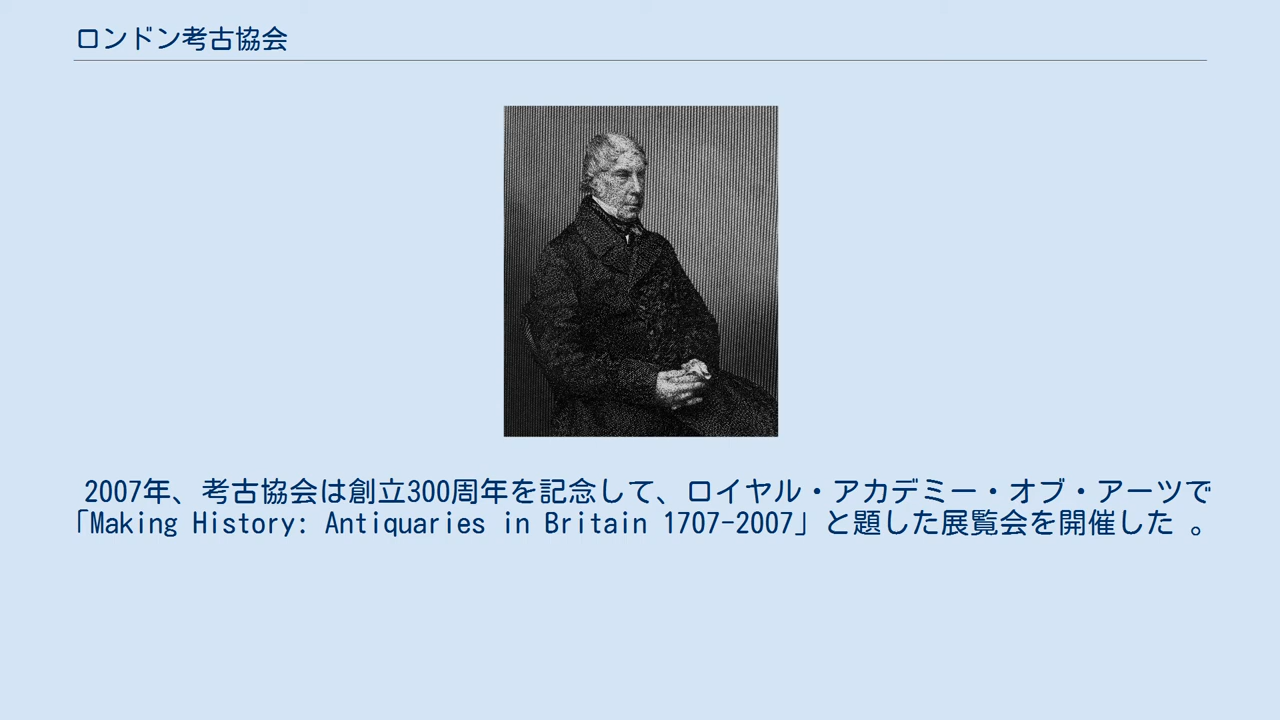 ロンドン考古協会
2007年、考古協会は創立300周年を記念して、ロイヤル・アカデミー・オブ・アーツで
「Making History: Antiquaries in Britain 1707-2007」と題した展覧会を開催した 。